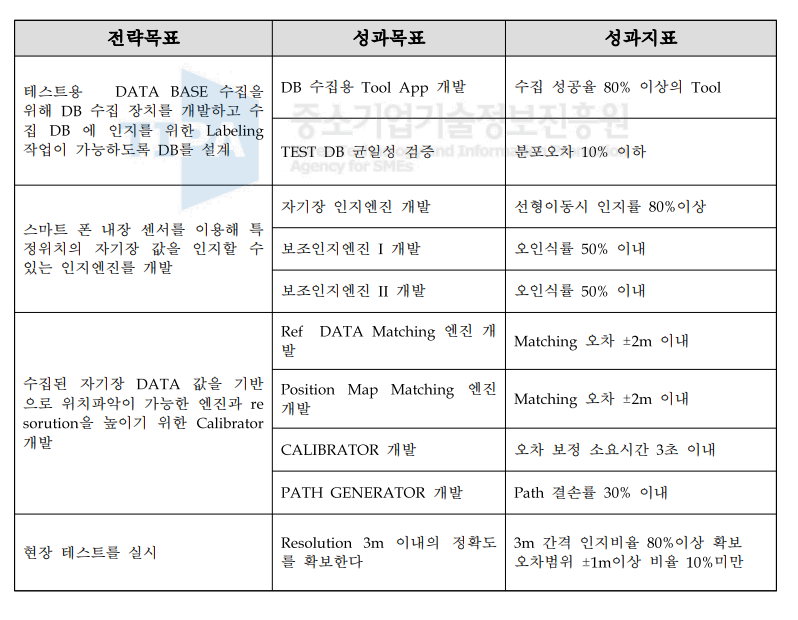 전략목표 성과목표 성과지표
테스트용 DATA BASE 수집을
위해 DB 수집 장치를 개발하고 수
집 DB 에 인지를 위한 Labeling
작업이 가능하도록 DB를 설계
DB 수집용 Tool App 개발 수집 성공율 80% 이상의 Tool
중소기업기술정보진흥원
TEST DB 균일성 검증 분포오차 10% 이하
Agency for SMEs
스마트 폰 내장 센서를 이용해 특
정위치의 자기장 값을 인지할 수
있는 인지엔진를 개발
자기장 인지엔진 개발 선형이동시 인지률 80%이상
보조인지엔진 I 개발 오인식률 50% 이내
보조인지엔진 II 개발 오인식률 50% 이내
수집된 자기장 DATA 값을 기반
으로 위치파악이 가능한 엔진과 re
sorution을 높이기 위한 Calibrator
개발
Ref DATA Matching 엔진 개
발
Matching 오차 ±2m 이내
Position Map Matching 엔진
개발
Matching 오차 ±2m 이내
CALIBRATOR 개발 오차 보정 소요시간 3초 이내
PATH GENERATOR 개발 Path 결손률 30% 이내
현장 테스트를 실시
Resolution 3m 이내의 정확도
를 확보한다
3m 간격 인지비율 80%이상 확보
오차범위 ±1m이상 비율 10%미만